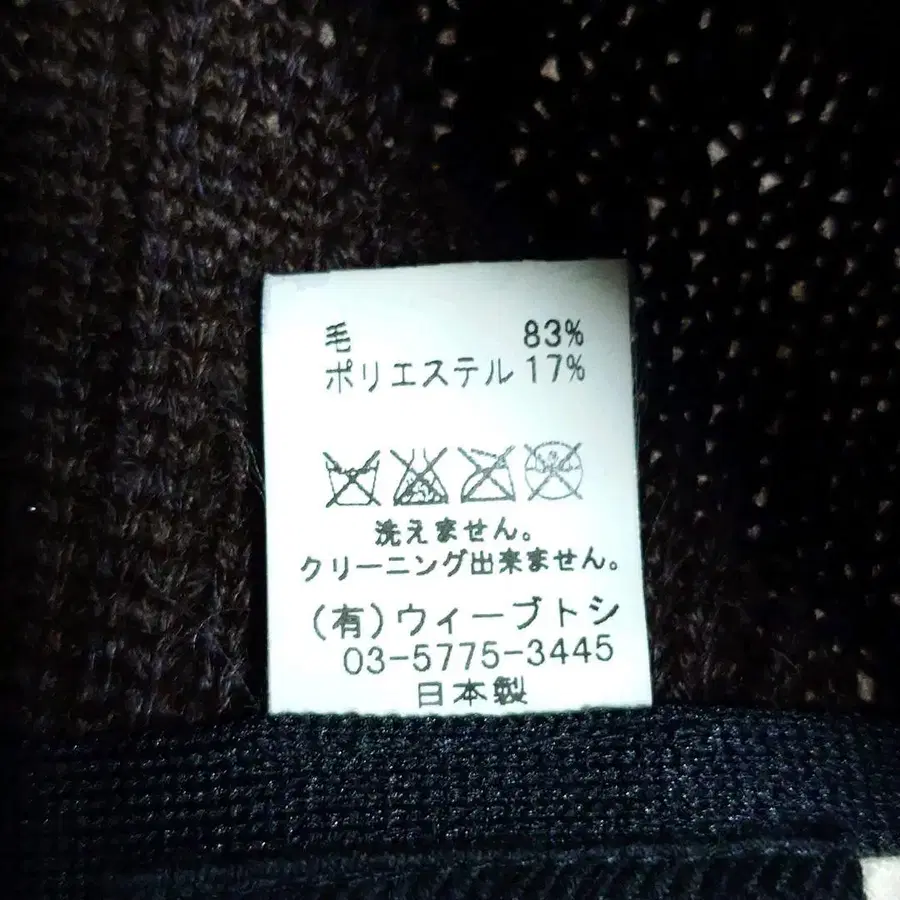 毛 83%
ポリエステル 17%
洗えません。
クリーニング出来ません。
(有)ウィーブトシ
03-5775-3445
日本製